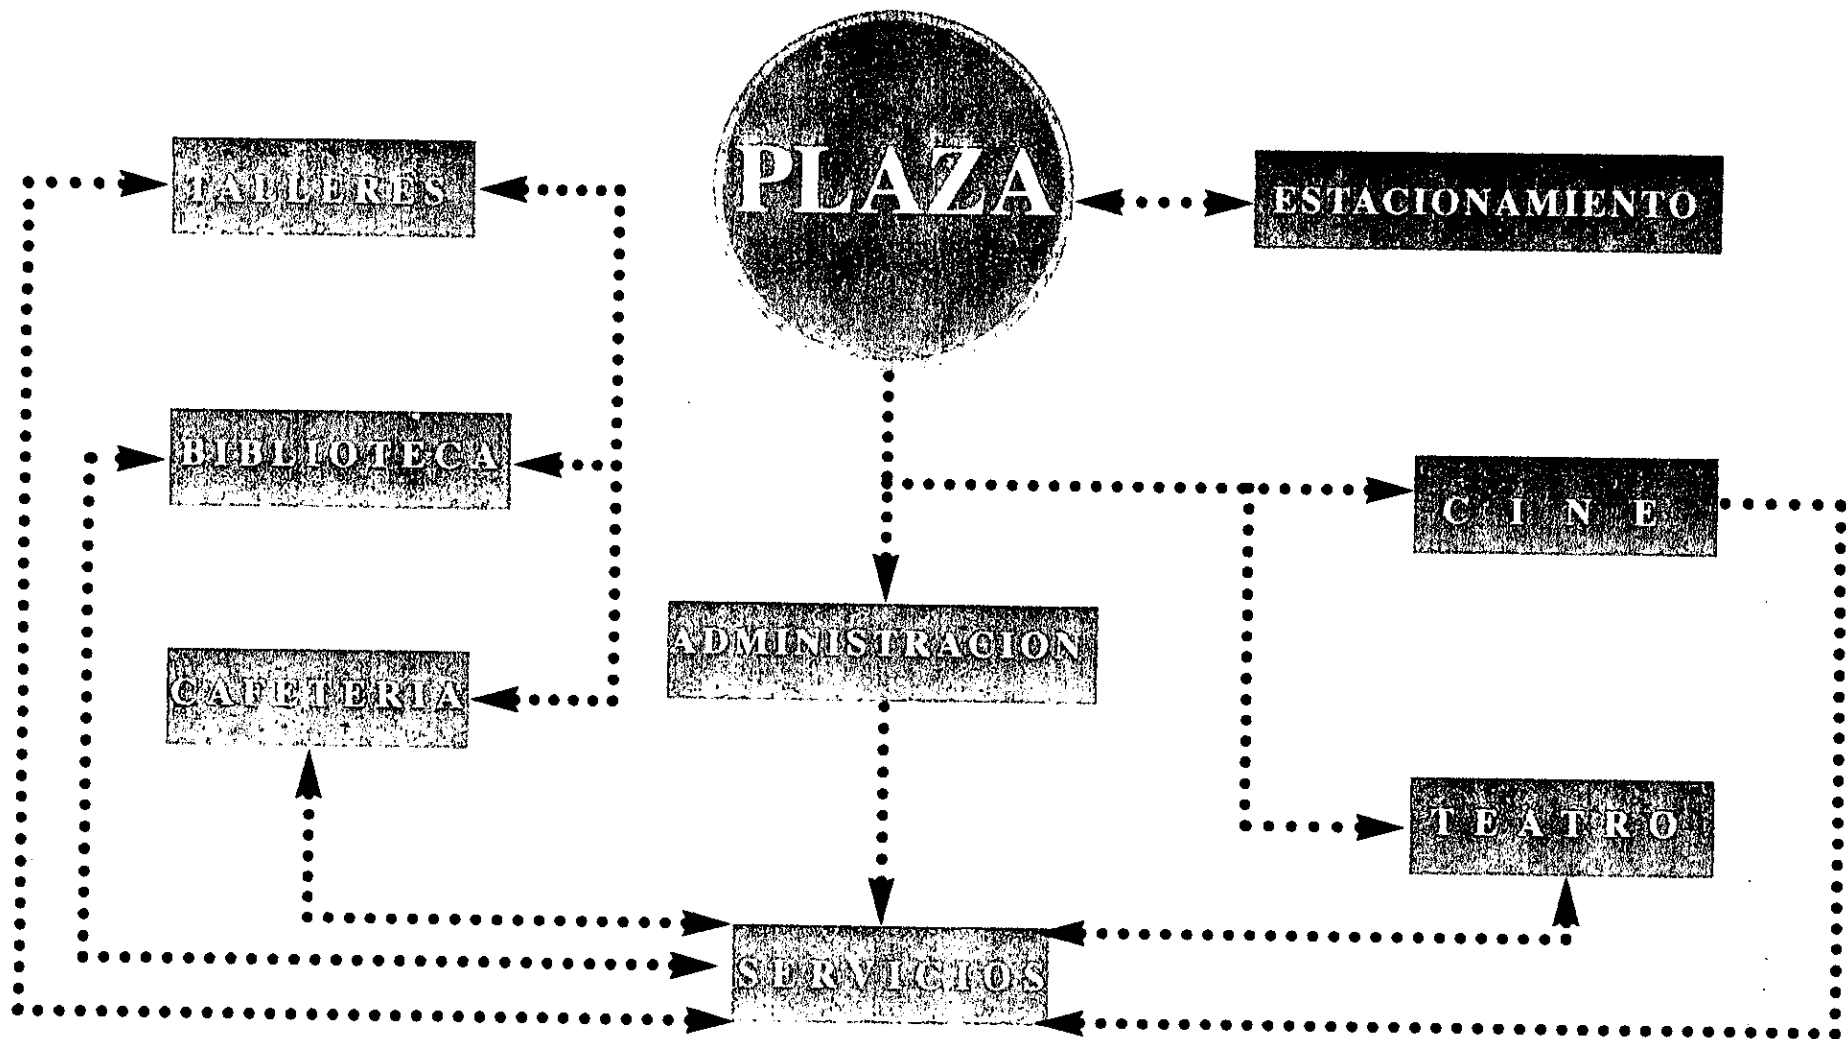 PLAZA
TALLERES
ESTACIONAMIENTO
BIBLIOTECA
CINE
ADMINISTRACION
CAFETERIA
TEATRO
SERVICIOS